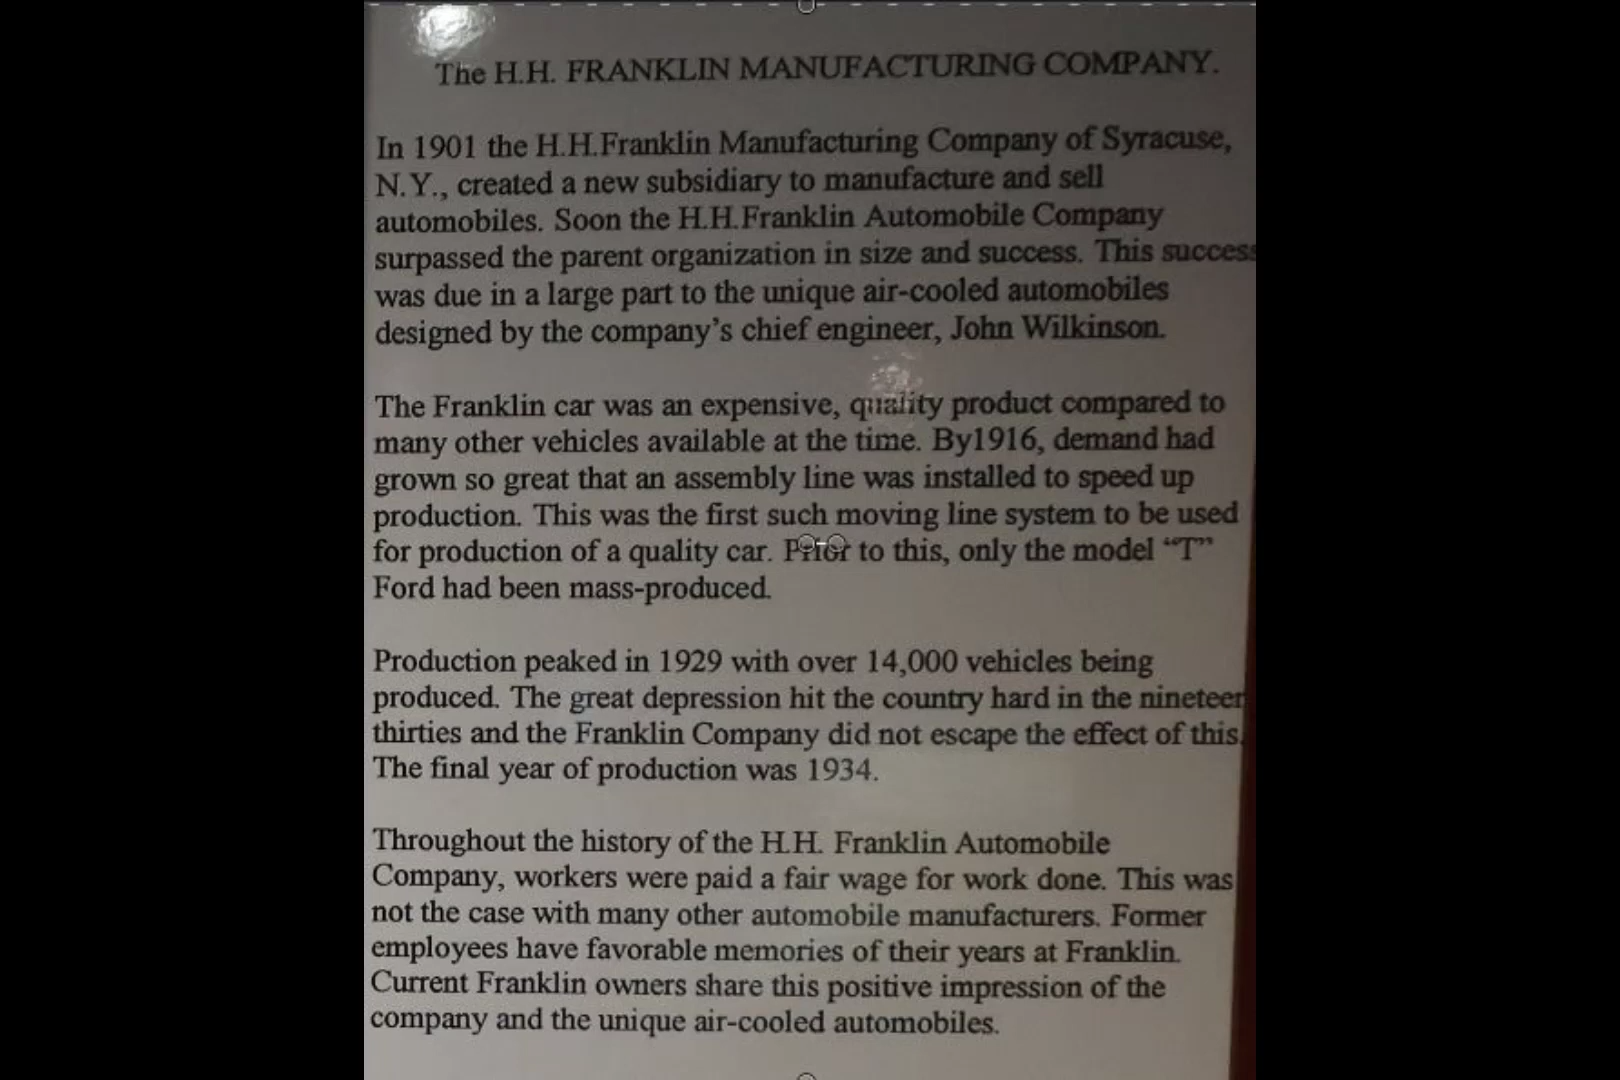 The H.H. FRANKLIN MANUFACTURING COMPANY.
In 1901 the H.H.Franklin Manufacturing Company of Syracuse,
N.Y., created a new subsidiary to manufacture and sell
automobiles. Soon the H.H.Franklin Automobile Company
surpassed the parent organization in size and success. This success
was due in a large part to the unique air-cooled automobiles
designed by the company’s chief engineer, John Wilkinson.
The Franklin car was an expensive, quality product compared to
many other vehicles available at the time. By1916, demand had
grown so great that an assembly line was installed to speed up
production. This was the first such moving line system to be used
for production of a quality car. Prior to this, only the model “T”
Ford had been mass-produced.
Production peaked in 1929 with over 14,000 vehicles being
produced. The great depression hit the country hard in the nineteen
thirties and the Franklin Company did not escape the effect of this.
The final year of production was 1934.
Throughout the history of the H.H. Franklin Automobile
Company, workers were paid a fair wage for work done. This was
not the case with many other automobile manufacturers. Former
employees have favorable memories of their years at Franklin.
Current Franklin owners share this positive impression of the
company and the unique air-cooled automobiles.